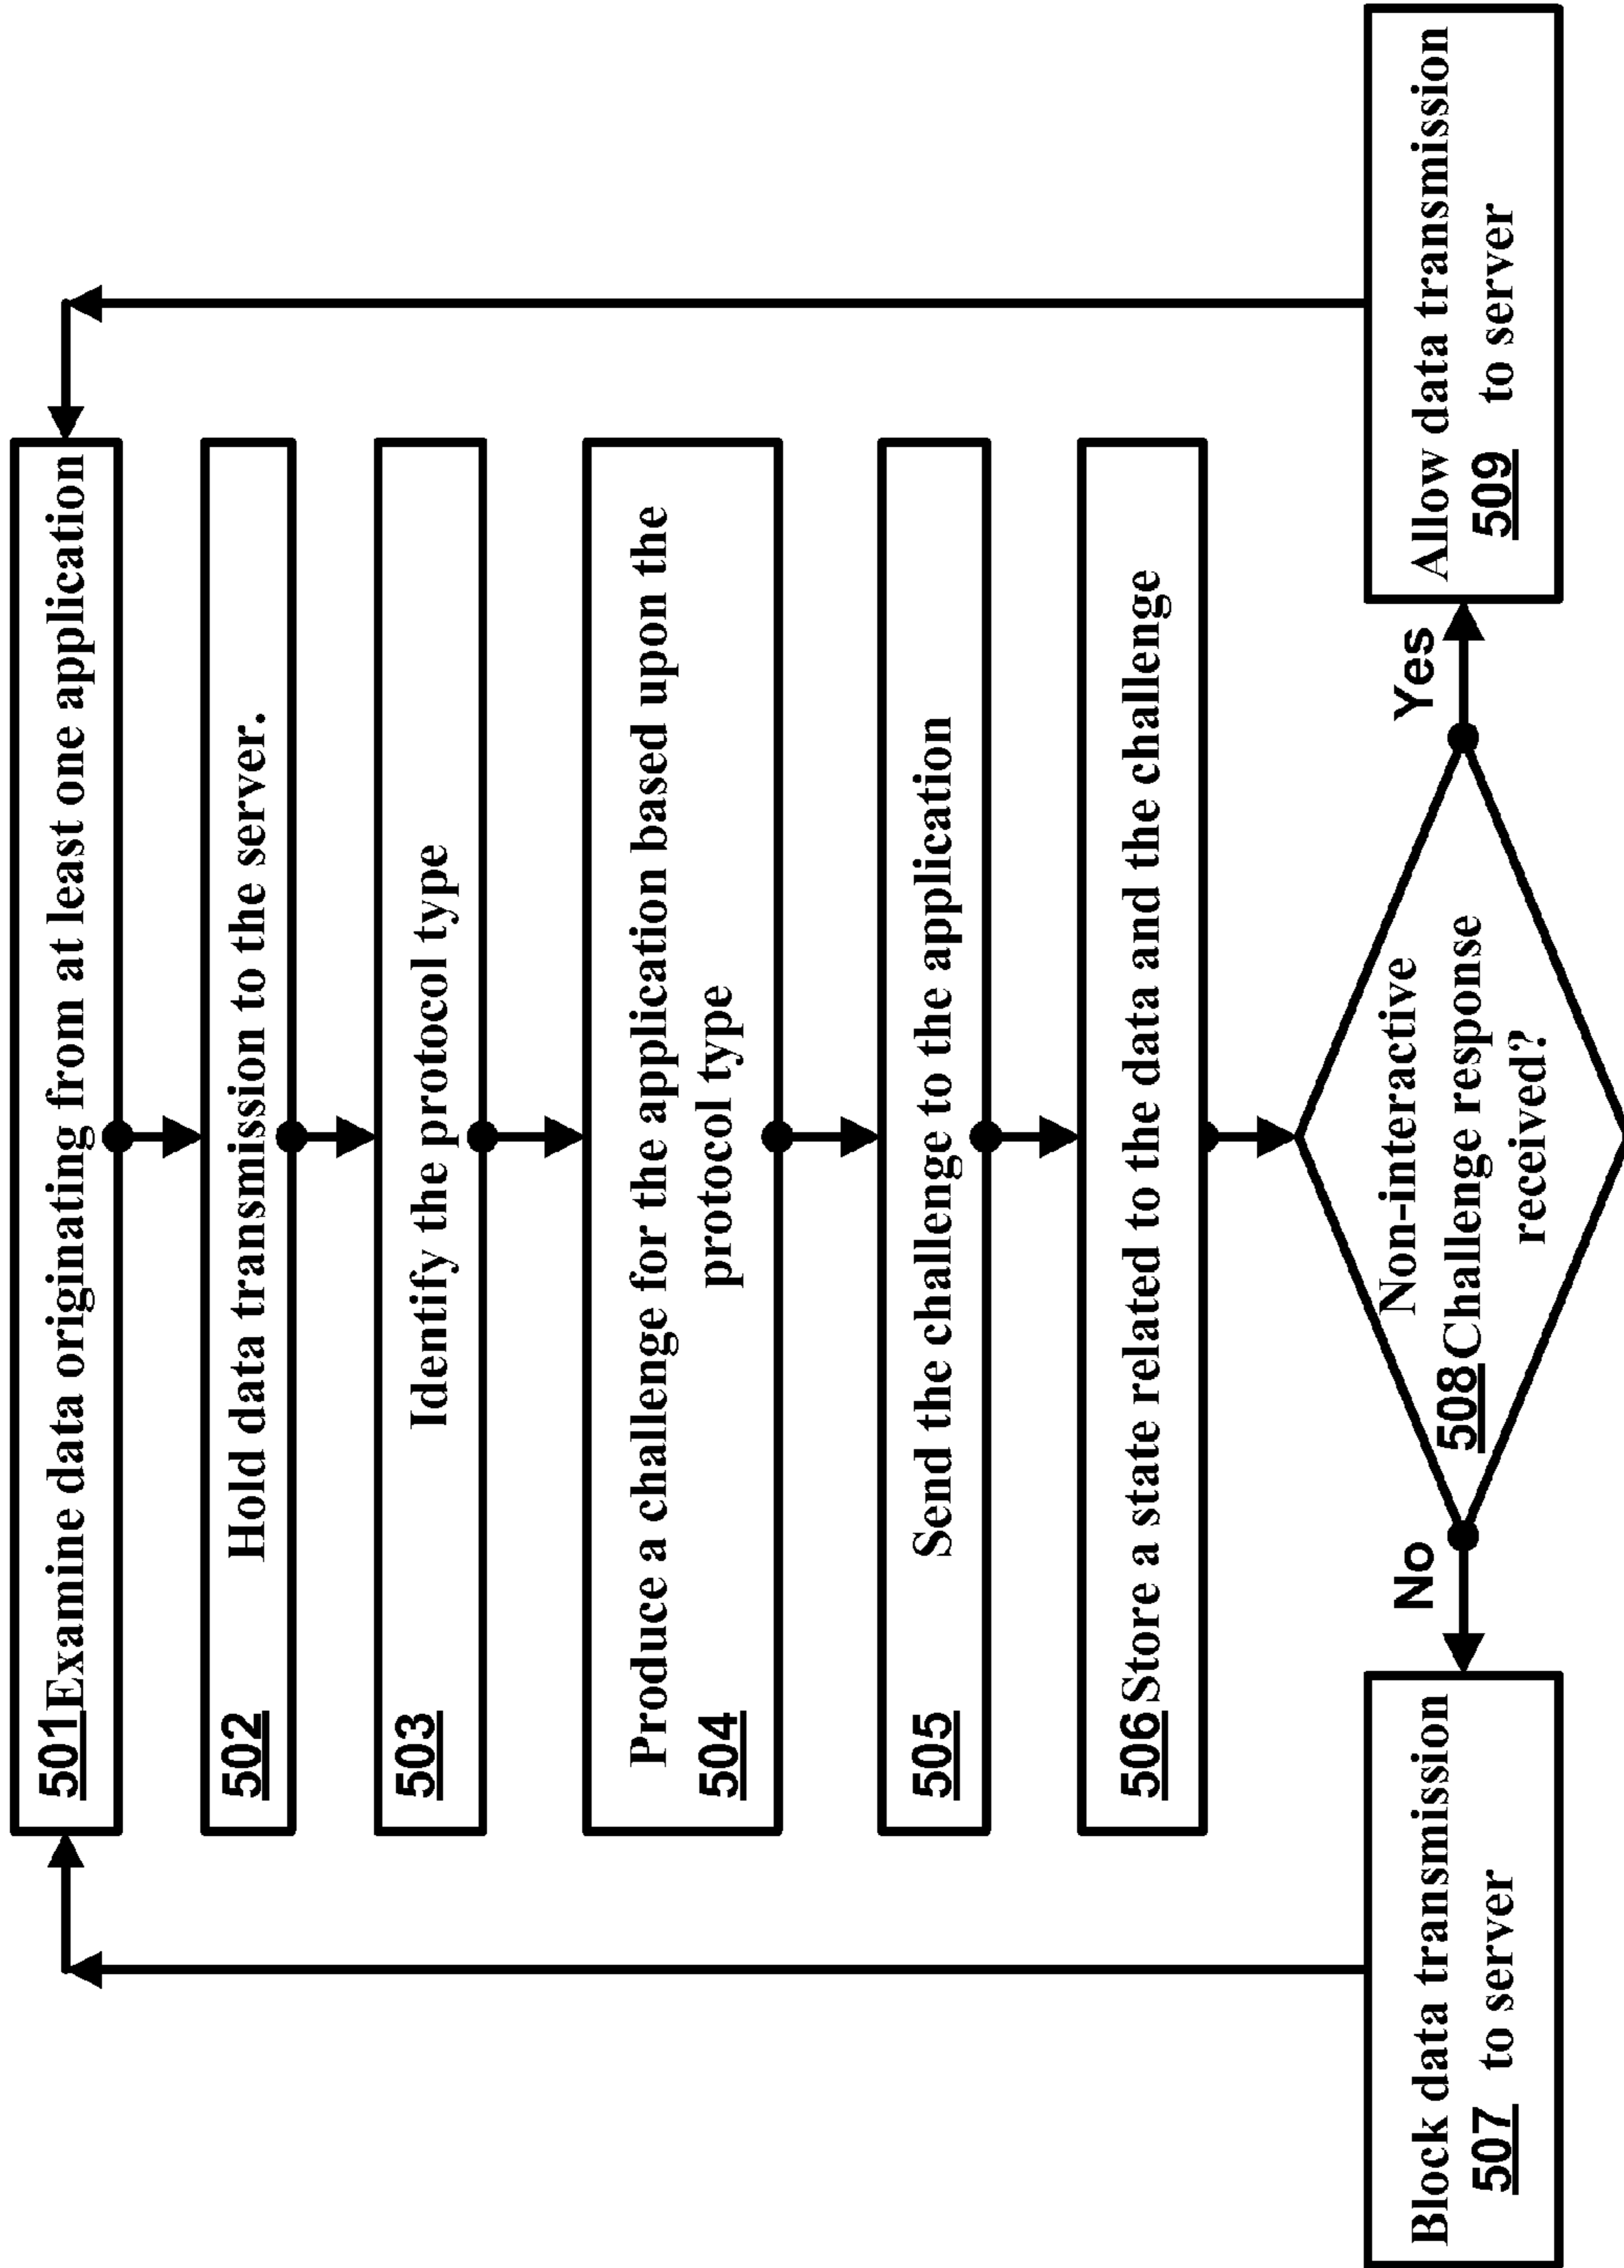 501 Examine data originating from at least one application
502 Hold data transmission to the server.
503 Identify the protocol type
Produce a challenge for the application based upon the
504 protocol type
505 Send the challenge to the application
506 Store a state related to the data and the challenge
Non-interactive
508 Challenge response
received?
No
Yes
Block data transmission
507 to server
Allow data transmission
509 to server